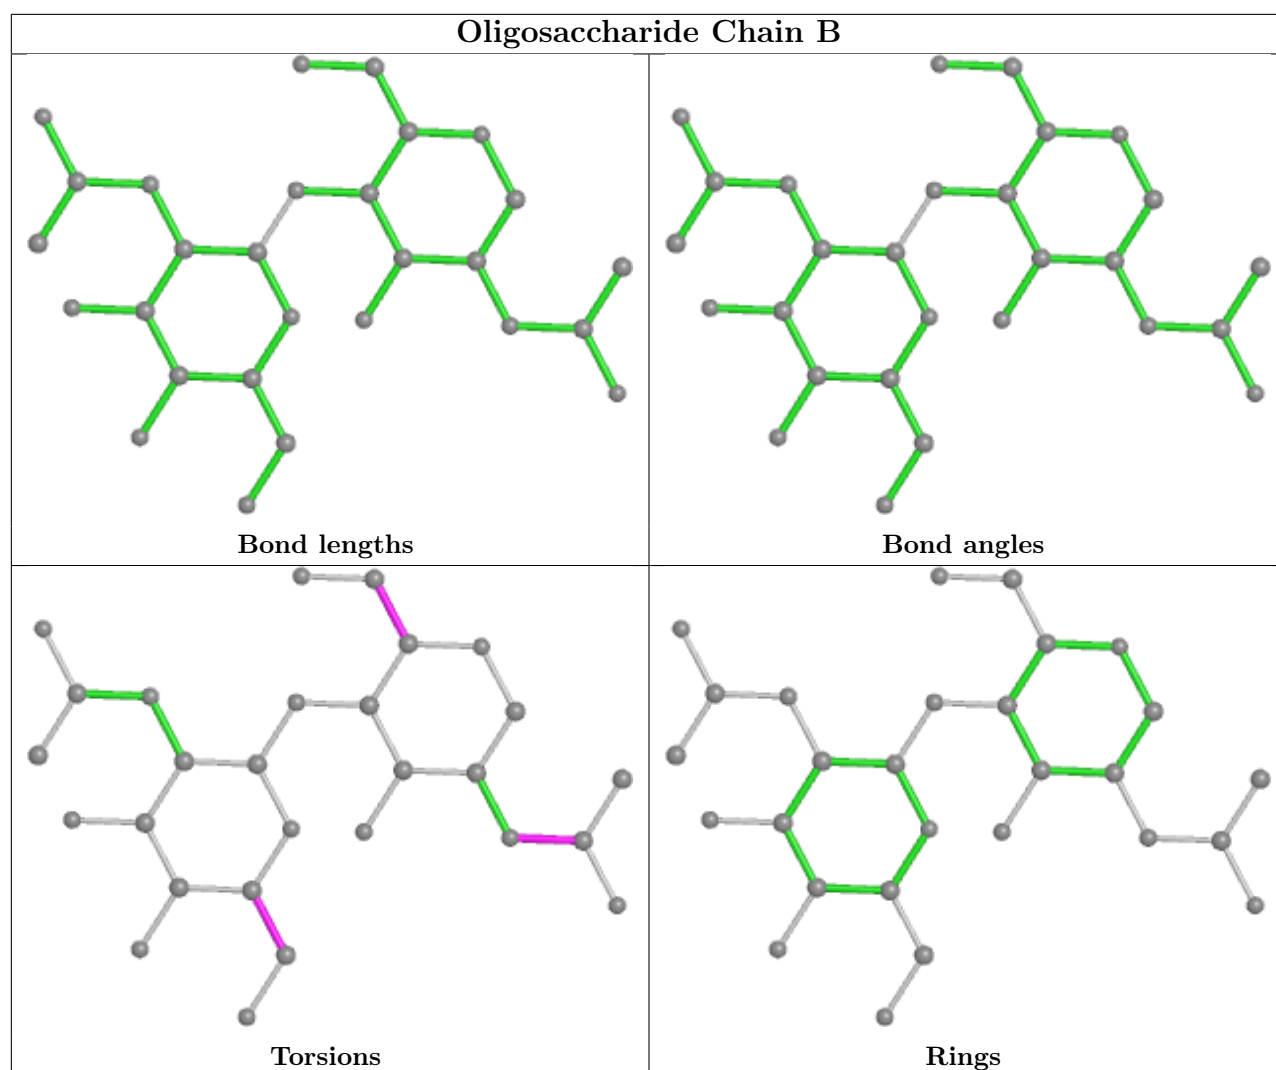 Oligosaccharide Chain B
Bond lengths
Bond angles
Torsions
Rings